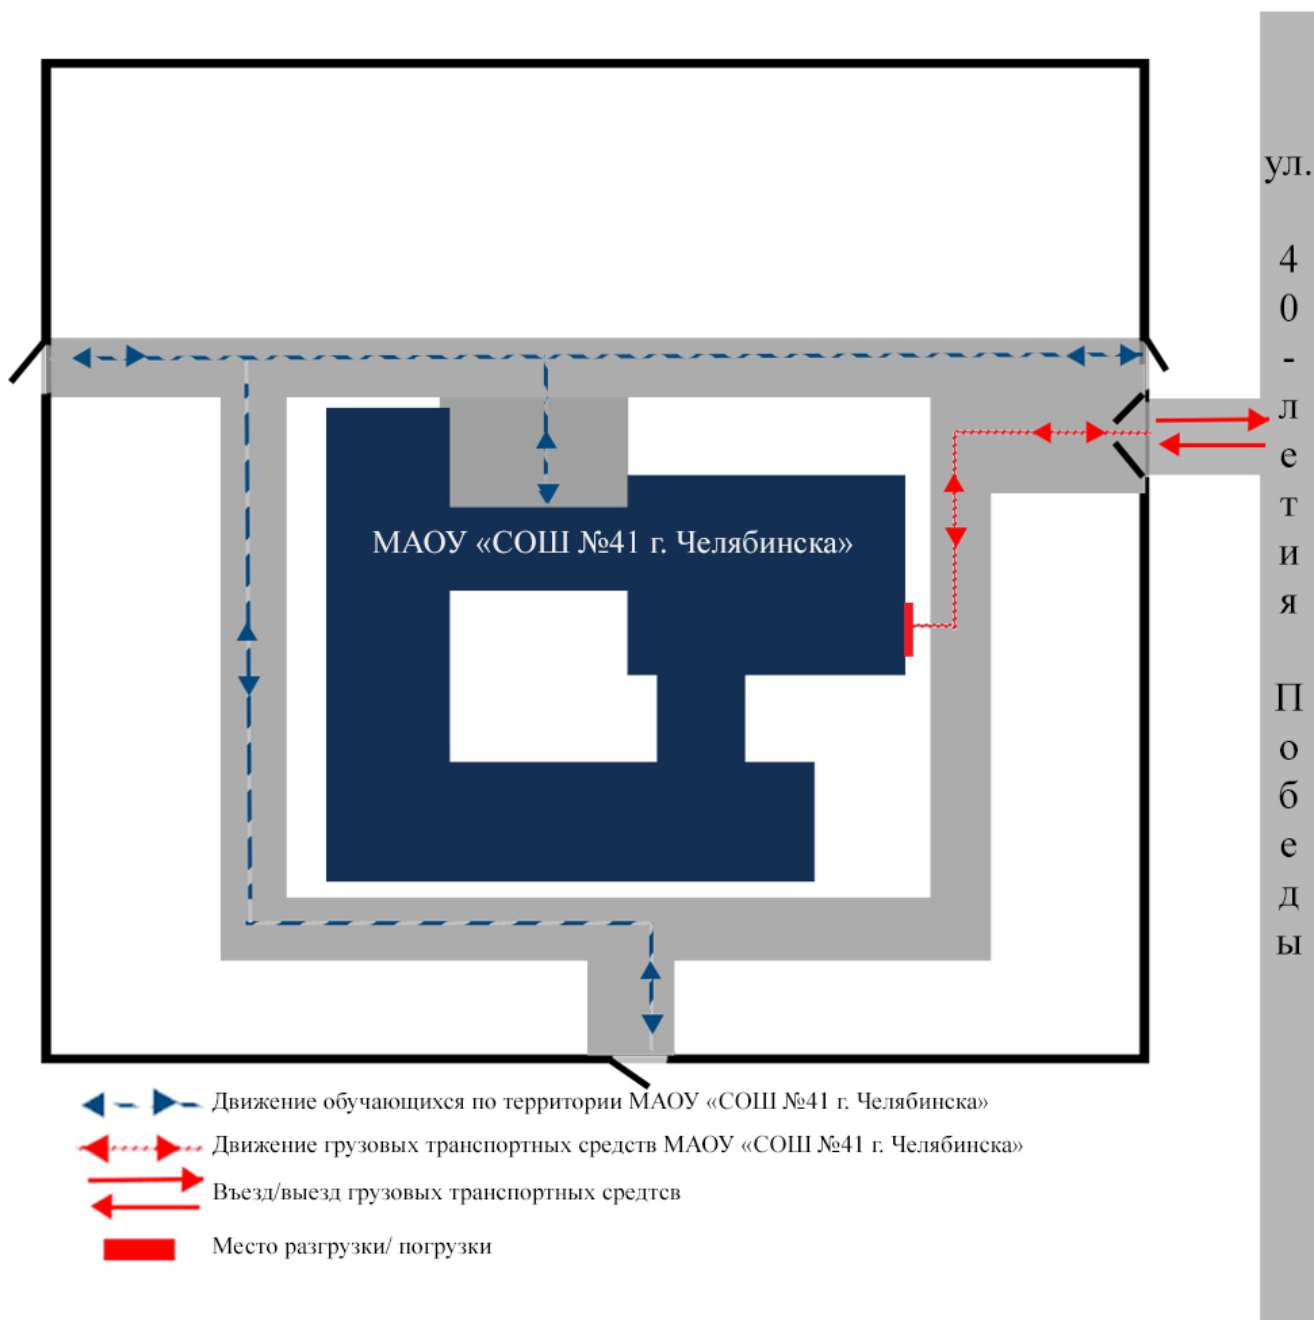 ул.
40-летия
Победы
МАОУ «СОШ №41 г. Челябинска»
Движение обучающихся по территории МАОУ «СОШ №41 г. Челябинска»
Движение грузовых транспортных средств МАОУ «СОШ №41 г. Челябинска»
Въезд/выезд грузовых транспортных средтсв
Место разгрузки/ погрузки